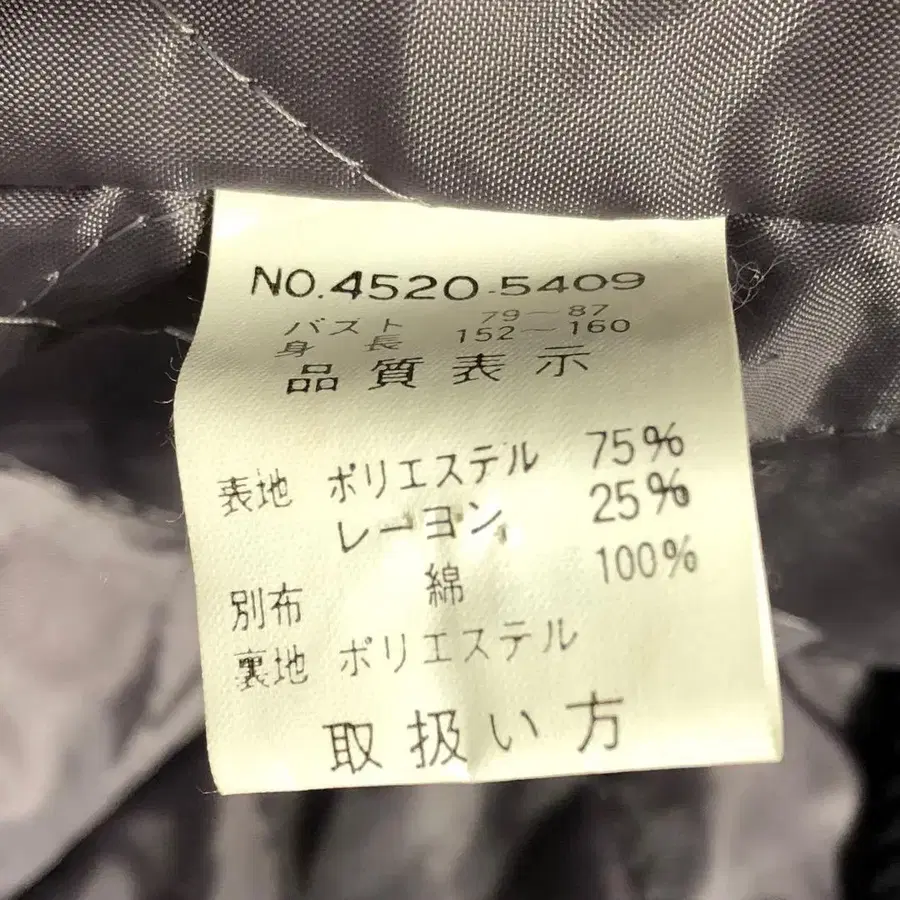 NO.4520-5409
バスト 79～87
身長 152～160
品質表示
表地 ポリエステル 75%
レーヨン 25%
別布 綿 100%
裏地 ポリエステル
取扱い方